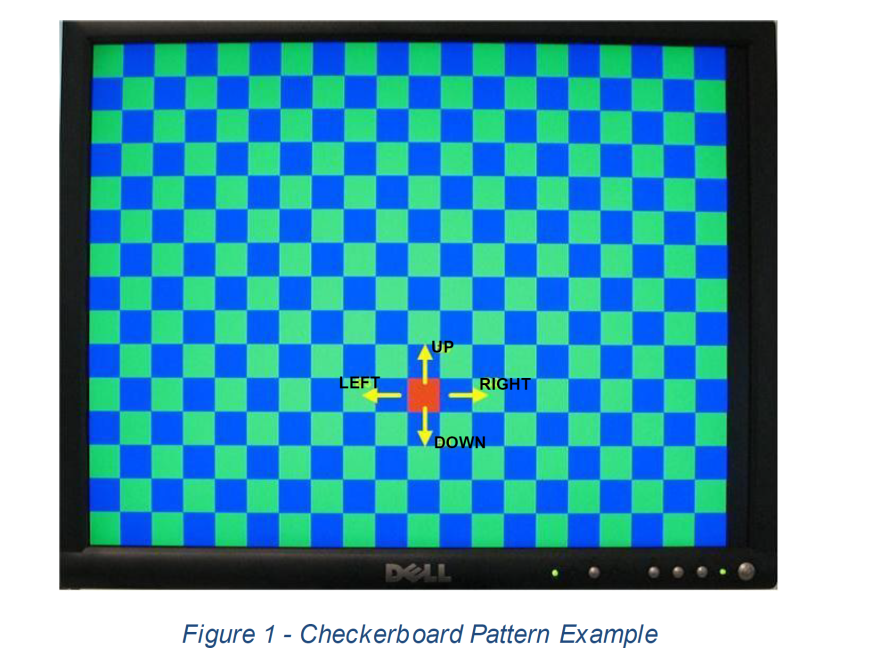 UP
LEFT
RIGHT
DOWN
DELL
Figure 1 - Checkerboard Pattern Example